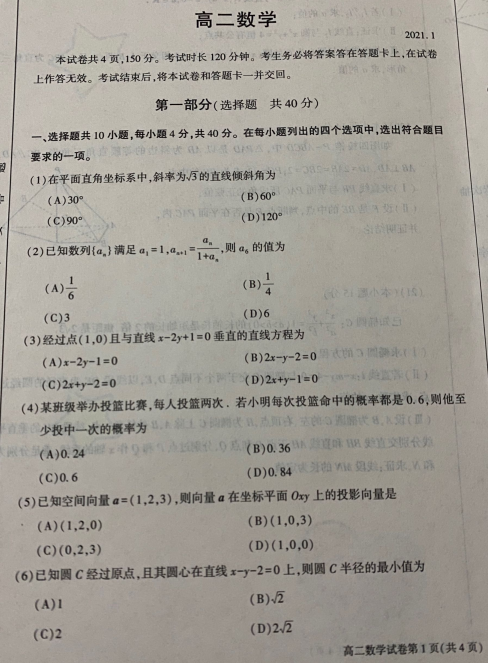 高二数学
2021.1
本试卷共4页,150分。考试时长120分钟。考生务必将答案答在答题卡上,在试卷
上作答无效。考试结束后,将本试卷和答题卡一并交回。
第一部分(选择题 共40分)
一、选择题共10小题,每小题4分,共40分。在每小题列出的四个选项中,选出符合题目
要求的一项。
(1)在平面直角坐标系中,斜率为√3的直线倾斜角为
(A)30° (B)60°
(C)90° (D)120°
(2)已知数列{aₙ}满足a₁=1,aₙ₊₁=aₙ/(1+aₙ),则a₆的值为
(A)1/6 (B)1/4
(C)3 (D)6
(3)经过点(1,0)且与直线x-2y+1=0垂直的直线方程为
(A)x-2y-1=0 (B)2x-y-2=0
(C)2x+y-2=0 (D)2x+y-1=0
(4)某班级举办投篮比赛,每人投篮两次.若小明每次投篮命中的概率都是0.6,则他至
少投中一次的概率为
(A)0.24 (B)0.36
(C)0.6 (D)0.84
(5)已知空间向量a=(1,2,3),则向量a在坐标平面Oxy上的投影向量是
(A)(1,2,0) (B)(1,0,3)
(C)(0,2,3) (D)(1,0,0)
(6)已知圆C经过原点,且其圆心在直线x-y-2=0上,则圆C半径的最小值为
(A)1 (B)√2
(C)2 (D)2√2
高二数学试卷第1页(共4页)